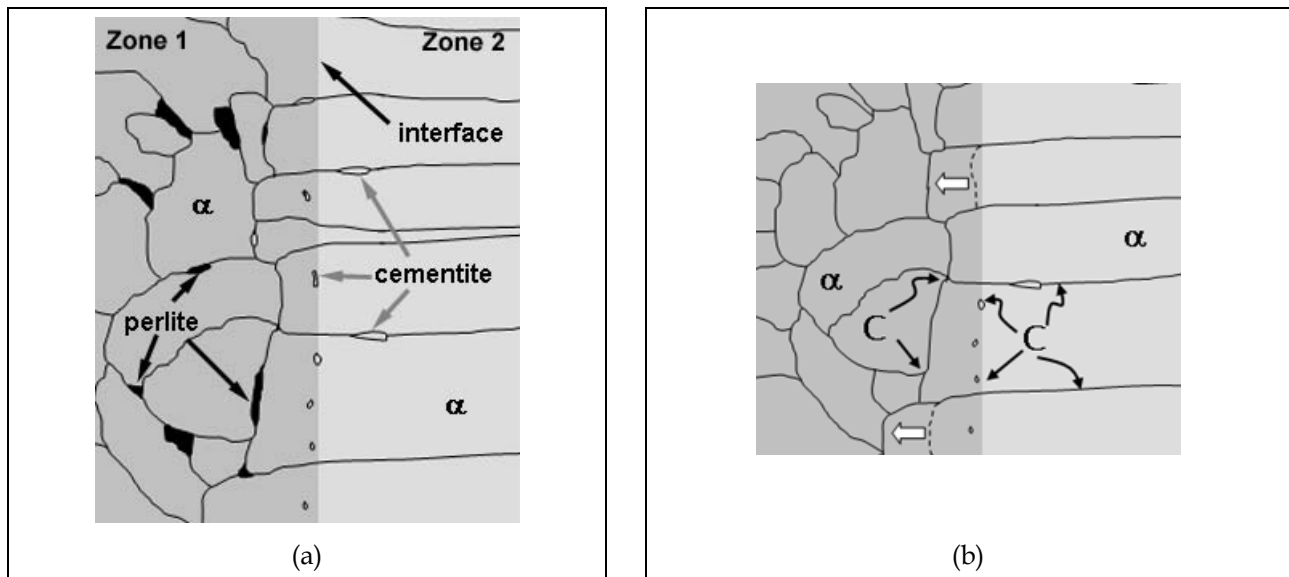 Zone 1
Zone 2
interface
α
cementite
perlite
α
(a)
α
α
C
C
(b)